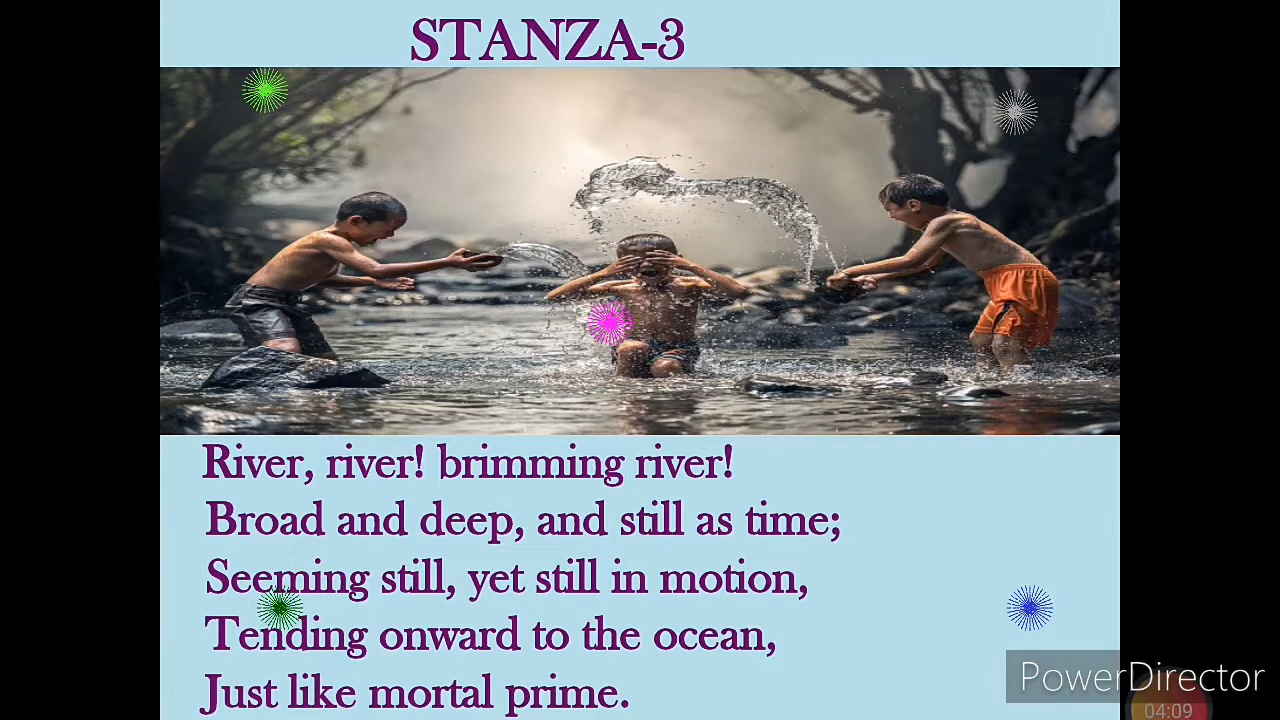 STANZA-3
River, river! brimming river!
Broad and deep, and still as time;
Seeming still, yet still in motion,
Tending onward to the ocean,
Just like mortal prime.
PowerDirector
04:09